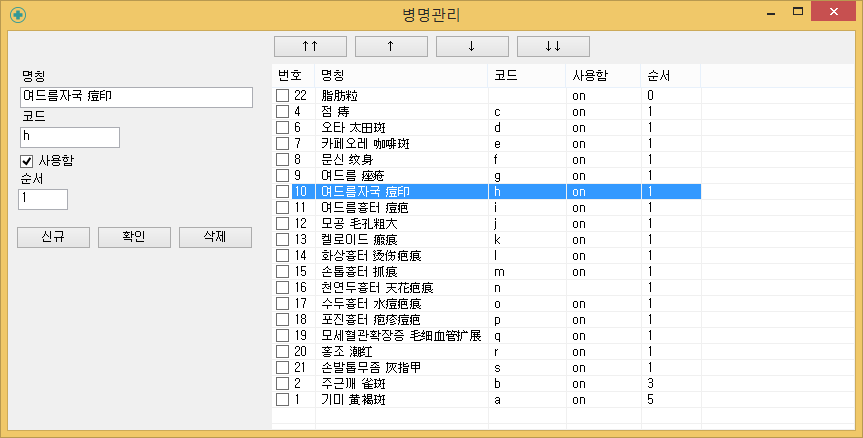 병명관리
↑↑ ↑ ↓ ↓↓
명칭
여드름자국 痘印
코드
h
사용함
순서
1
신규 확인 삭제
번호 명칭 코드 사용함 순서
22 脂肪粒 on 0
4 점 痔 c on 1
6 오타 太田斑 d on 1
7 카페오레 咖啡斑 e on 1
8 문신 纹身 f on 1
9 여드름 痤疮 g on 1
10 여드름자국 痘印 h on 1
11 여드름흉터 痘疤 i on 1
12 모공 毛孔粗大 j on 1
13 켈로이드 瘢痕 k on 1
14 화상흉터 烫伤疤痕 l on 1
15 손톱흉터 抓痕 m on 1
16 천연두흉터 天花疤痕 n 1
17 수두흉터 水痘疤痕 o on 1
18 포진흉터 疱疹痘疤 p on 1
19 모세혈관확장증 毛细血管扩展 q on 1
20 홍조 潮红 r on 1
21 손발톱무좀 灰指甲 s on 1
2 주근깨 雀斑 b on 3
1 기미 黄褐斑 a on 5